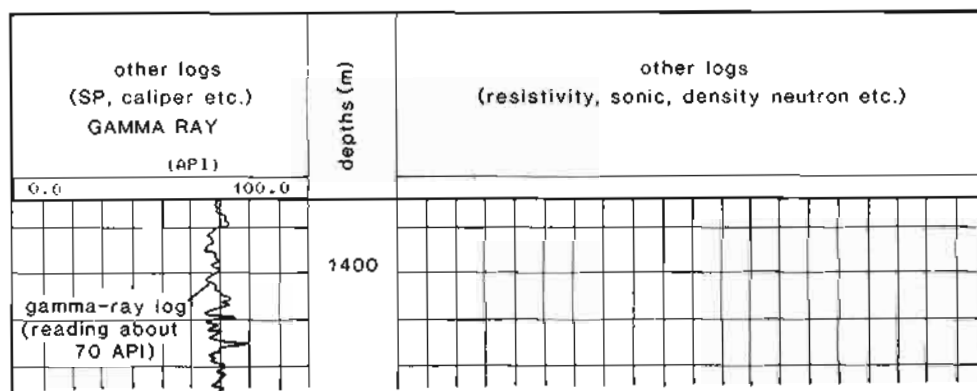 other logs
(SP, caliper etc.)
GAMMA RAY
(API)
0.0 100.0
depths (m)
other logs
(resistivity, sonic, density neutron etc.)
1400
gamma-ray log
(reading about
70 API)